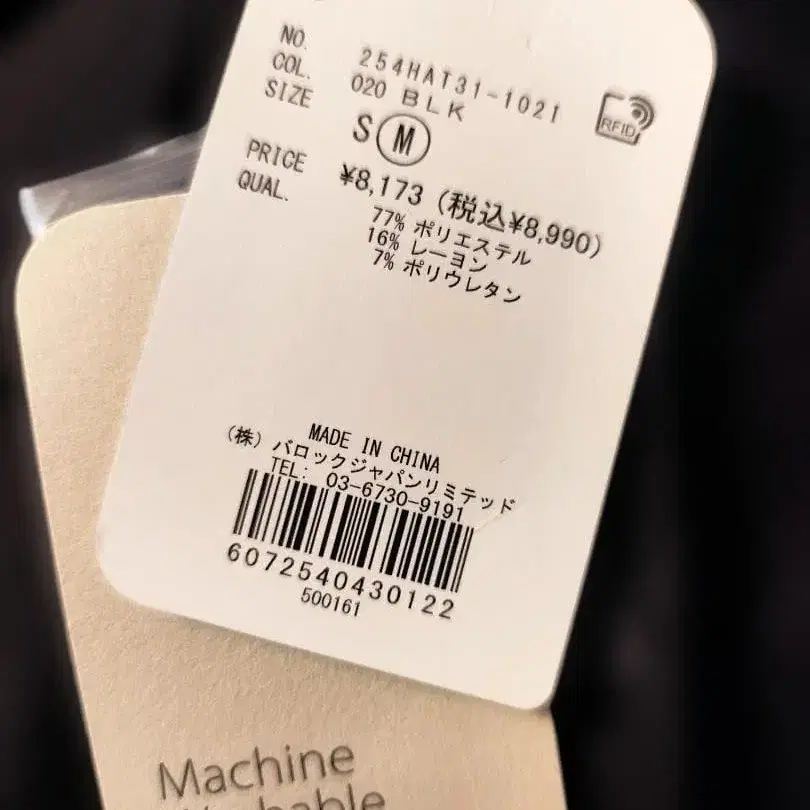 NO. 254HAT31-1021
COL. 020 BLK
SIZE S M
PRICE ¥8,173 (税込¥8,990)
QUAL. 77% ポリエステル
16% レーヨン
7% ポリウレタン
RFID
MADE IN CHINA
(株) バロックジャパンリミテッド
TEL: 03-6730-9191
6072540430122
500161
Machine
Washable